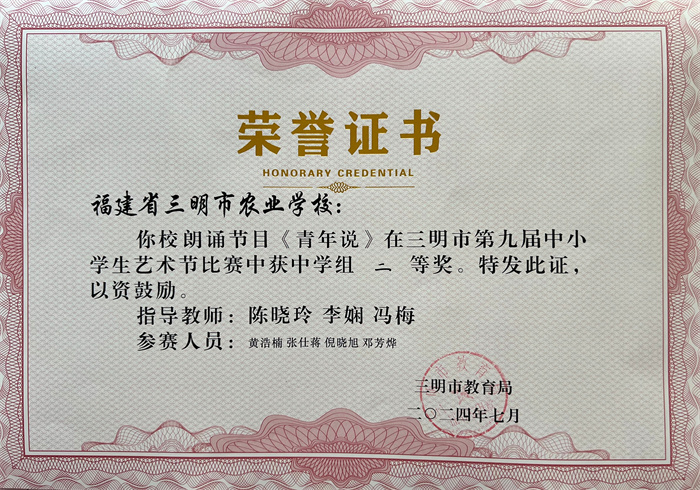 荣誉证书
HONORARY CREDENTIAL
福建省三明市农业学校：
你校朗诵节目《青年说》在三明市第九届中小
学生艺术节比赛中获中学组 二 等奖。特发此证，
以资鼓励。
指导教师：陈晓玲 李娴 冯梅
参赛人员：黄浩楠 张仕蒋 倪晓旭 邓芳烨
三明市教育局
二〇二四年七月